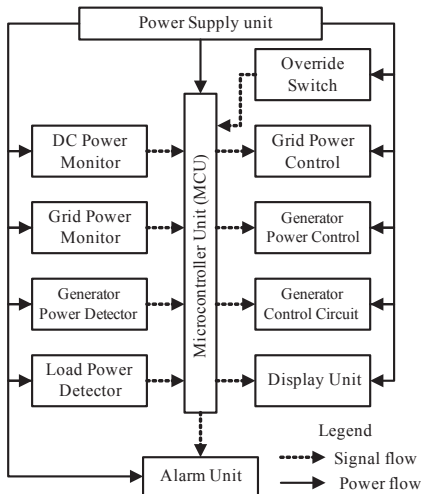 Power Supply unit
Override
Switch
DC Power
Monitor
Grid Power
Control
Microcontroller Unit (MCU)
Grid Power
Monitor
Generator
Power Control
Generator
Power Detector
Generator
Control Circuit
Load Power
Detector
Display Unit
Legend
Signal flow
Alarm Unit
Power flow